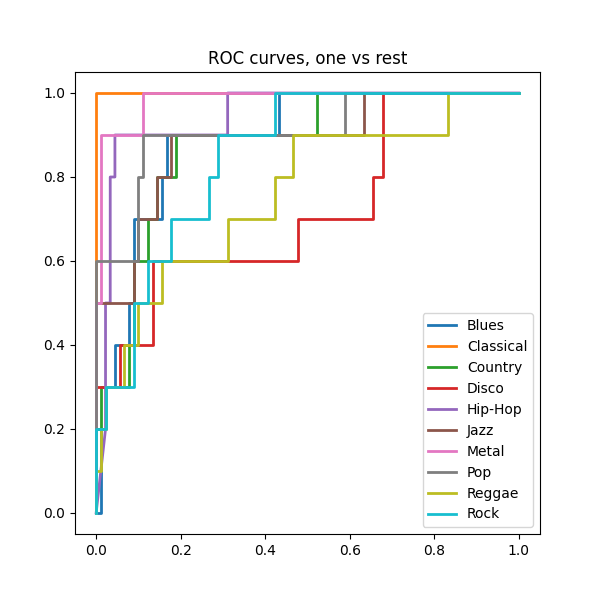 ROC curves, one vs rest
1.0
0.8
0.6
0.4
0.2
0.0
0.0 0.2 0.4 0.6 0.8 1.0
Blues
Classical
Country
Disco
Hip-Hop
Jazz
Metal
Pop
Reggae
Rock